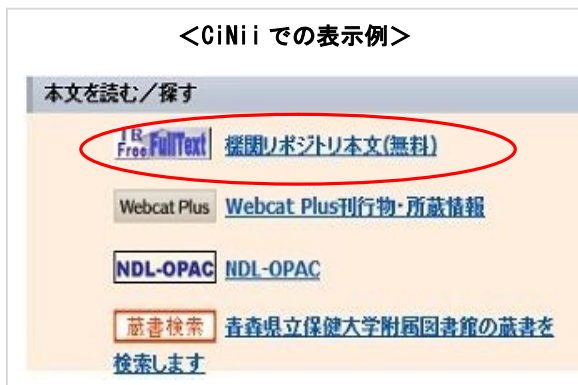 ＜CiNii での表示例＞
本文を読む／探す
IR Free FullText 機関リポジトリ本文(無料)
Webcat Plus Webcat Plus刊行物・所蔵情報
NDL-OPAC NDL-OPAC
蔵書検索 青森県立保健大学附属図書館の蔵書を
検索します